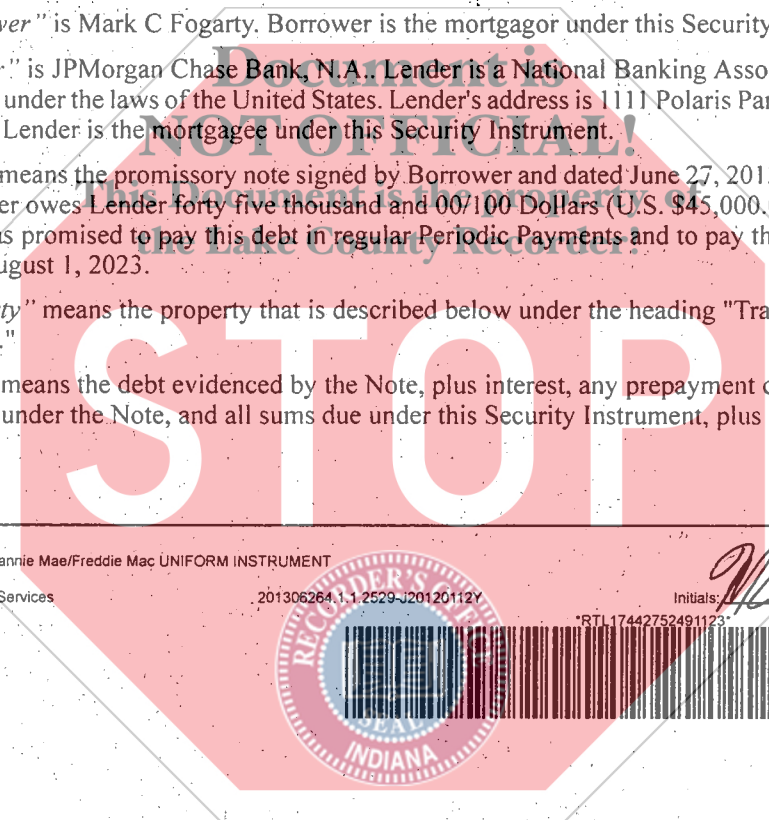 ver" is Mark C Fogarty. Borrower is the mortgagor under this Security
r." is JPMorgan Chase Bank, N.A.. Lender is a National Banking Asso
under the laws of the United States. Lender's address is 1111 Polaris Par
Lender is the mortgagee under this Security Instrument.
means the promissory note signed by Borrower and dated June 27, 201
er owes Lender forty five thousand and 00/100 Dollars (U.S. $45,000.
s promised to pay this debt in regular Periodic Payments and to pay th
ugust 1, 2023.
ty" means the property that is described below under the heading "Tra
."
means the debt evidenced by the Note, plus interest, any prepayment c
under the Note, and all sums due under this Security Instrument, plus
Document is
NOT OFFICIAL!
This Document is the property of
the Lake County Recorder!
STOP
annie Mae/Freddie Mac UNIFORM INSTRUMENT
Services 201306264.1.1.2529-J20120112Y Initials:
*RTL17442752491123*
RECORDER'S OFFICE
SEAL
INDIANA